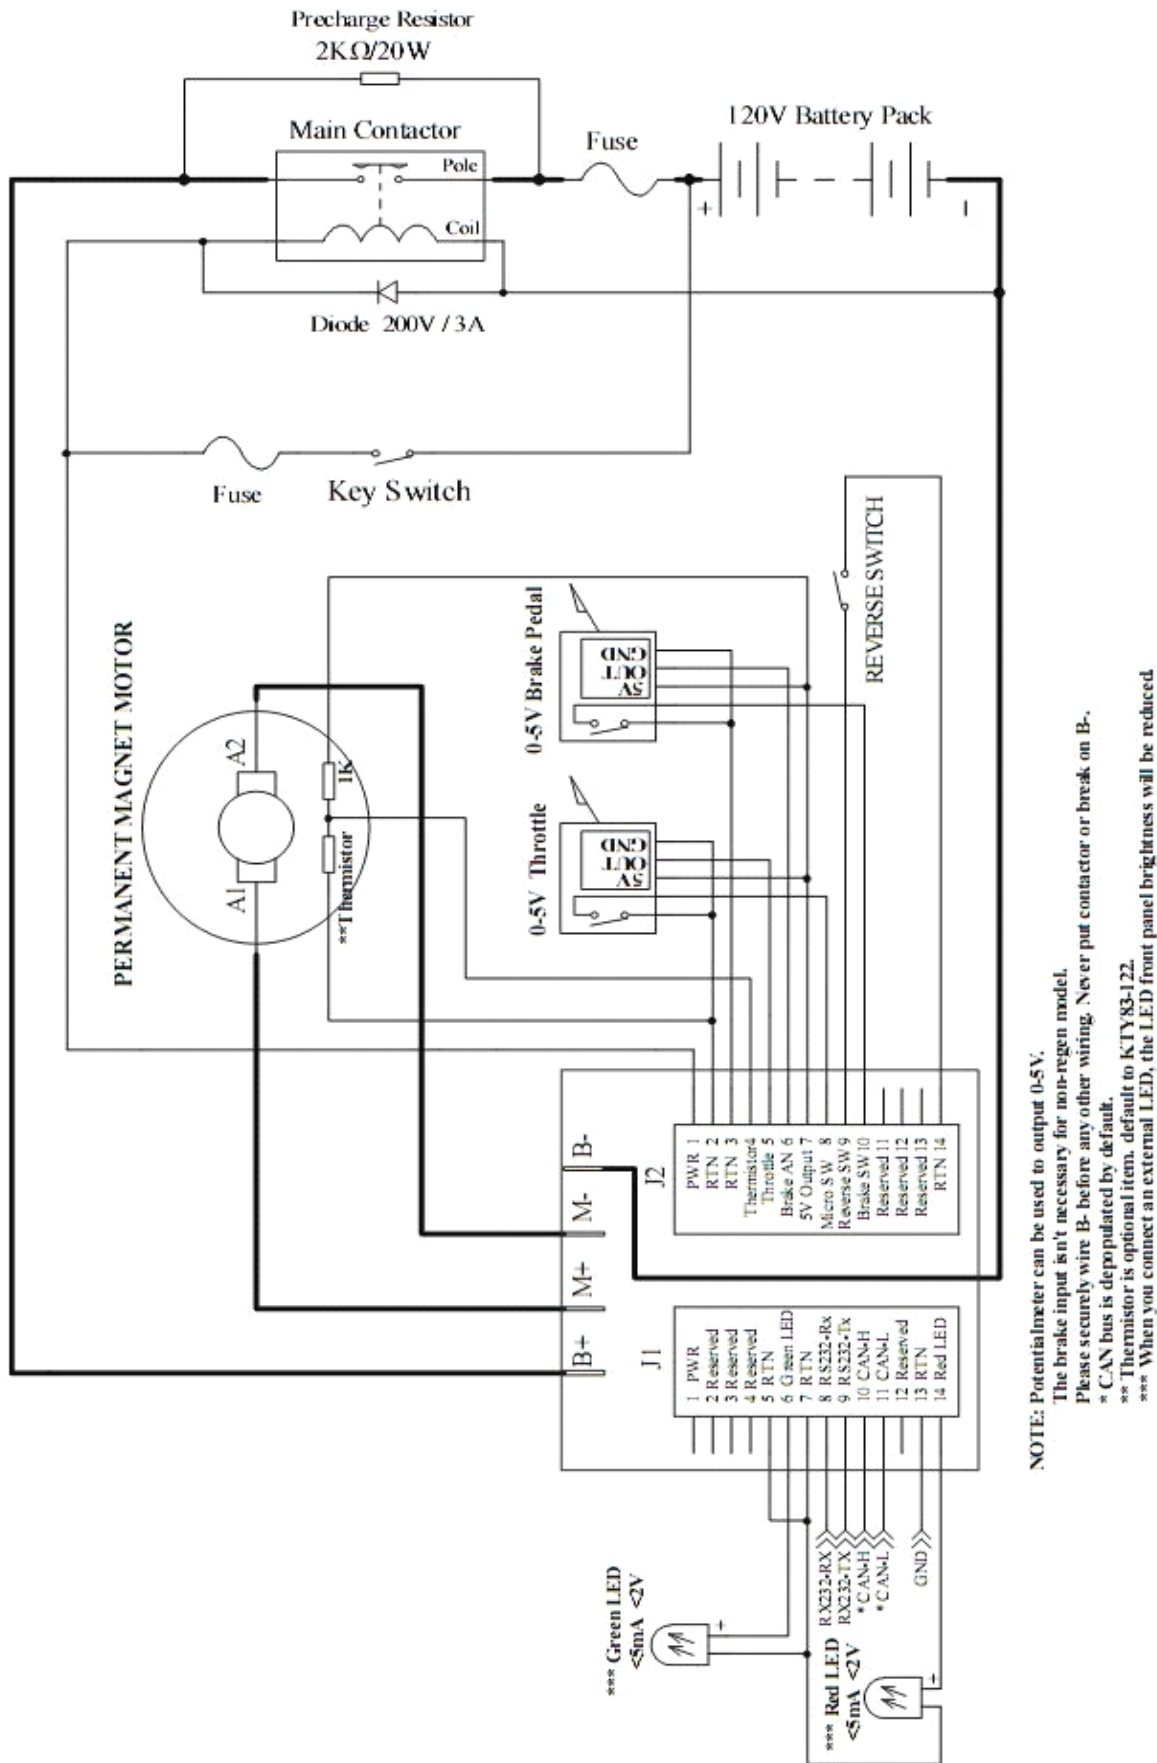 Precharge Resistor
2KΩ/20W
Main Contactor
Pole
Coil
Fuse
120V Battery Pack
+
-
Diode 200V / 3A
Fuse
Key Switch
PERMANENT MAGNET MOTOR
A1
A2
1K
**Thermistor
0-5V Brake Pedal
GND
OUT
5V
0-5V Throttle
GND
OUT
5V
REVERSE SWITCH
B+
M+
M-
B-
J2
PWR 1
RTN 2
RTN 3
Thermistor4
Throttle 5
Brake AN 6
5V Output 7
Micro SW 8
Reverse SW 9
Brake SW10
Reserved 11
Reserved 12
Reserved 13
RTN 14
J1
1 PWR
2 Reserved
3 Reserved
4 Reserved
5 RTN
6 Green LED
7 RTN
8 RS232-Rx
9 RS232-Tx
10 CAN-H
11 CAN-L
12 Reserved
13 RTN
14 Red LED
*** Green LED
<5mA <2V
+
RX232-RX
RX232-TX
*CAN-H
*CAN-L
GND
*** Red LED
<5mA <2V
+
NOTE: Potentialmeter can be used to output 0-5V.
The brake input isn't necessary for non-regen model.
Please securely wire B- before any other wiring. Never put contactor or break on B-.
* CAN bus is depopulated by default.
** Thermistor is optional item. default to KTY83-122.
*** When you connect an external LED, the LED front panel brightness will be reduced.